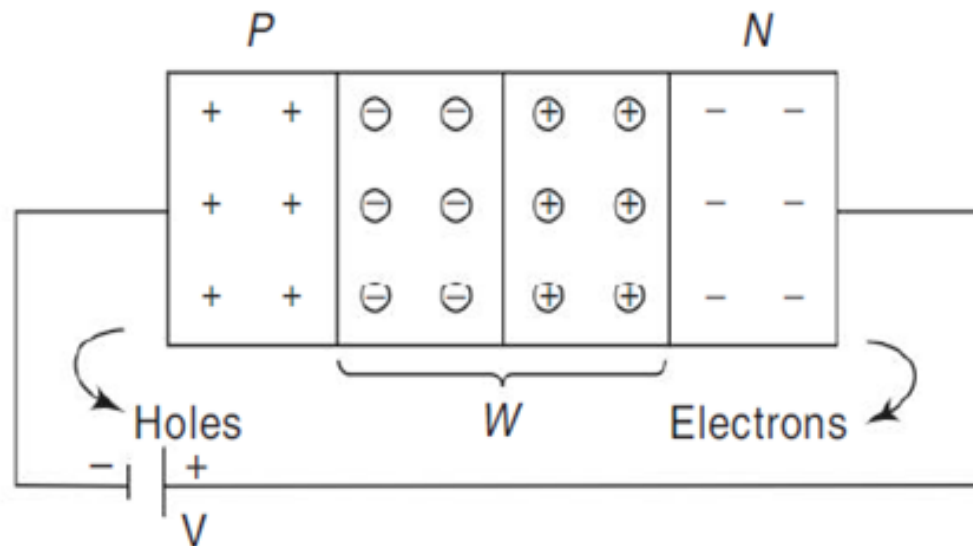 P N
+ + − − + + − −
+ + − − + + − −
+ + − − + + − −
Holes W Electrons
− +
V